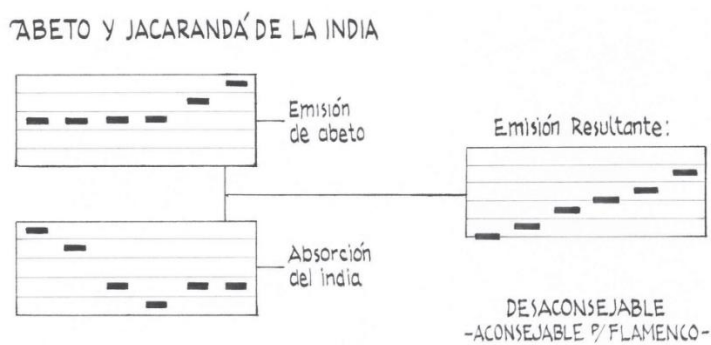 ABETO Y JACARANDÁ DE LA INDIA
Emisión
de abeto
Emisión Resultante:
Absorción
del india
DESACONSEJABLE
-ACONSEJABLE P/FLAMENCO-